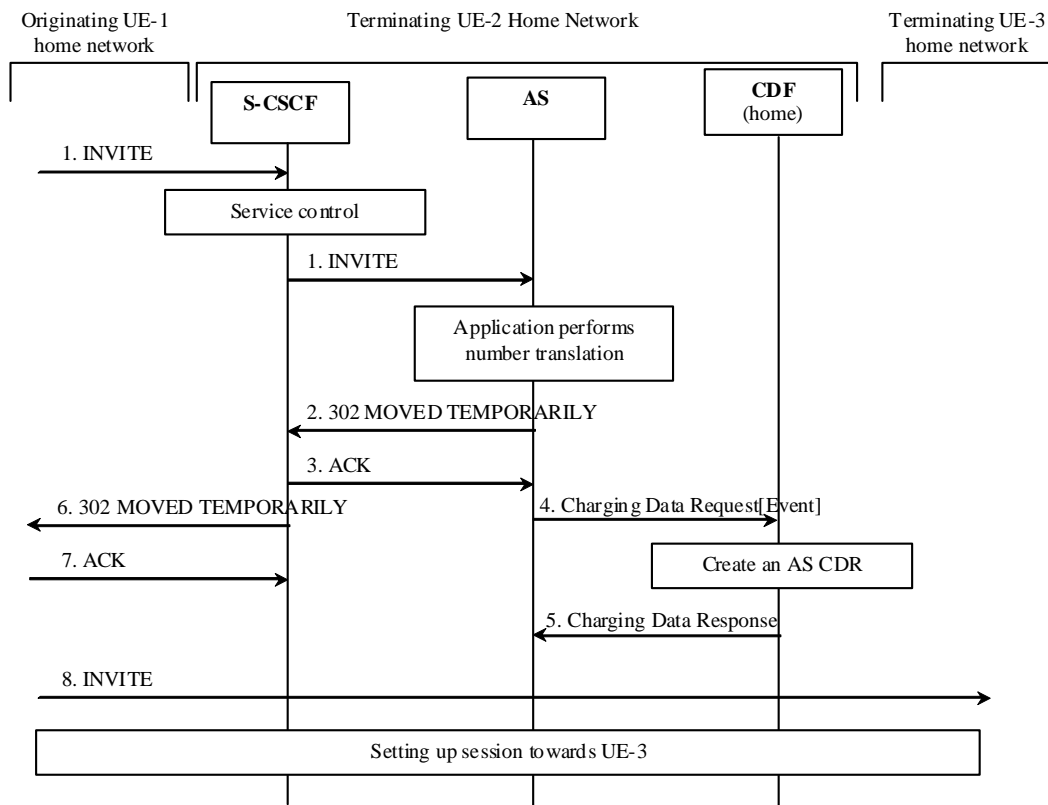 Originating UE-1
home network
Terminating UE-2 Home Network
Terminating UE-3
home network
S-CSCF
AS
CDF
(home)
1. INVITE
Service control
1. INVITE
Application performs
number translation
2. 302 MOVED TEMPORARILY
3. ACK
6. 302 MOVED TEMPORARILY
4. Charging Data Request[Event]
7. ACK
Create an AS CDR
5. Charging Data Response
8. INVITE
Setting up session towards UE-3